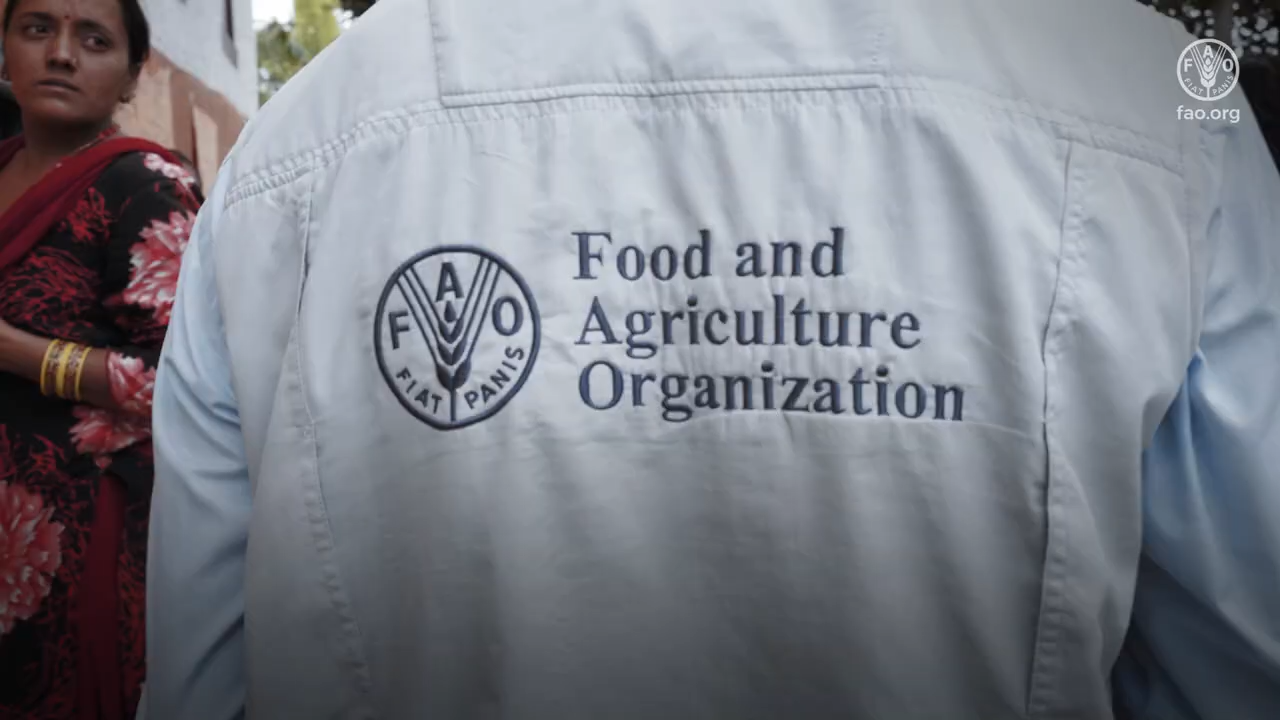 Food and
Agriculture
Organization
F A O
FIAT PANIS
F A O
FIAT PANIS
fao.org